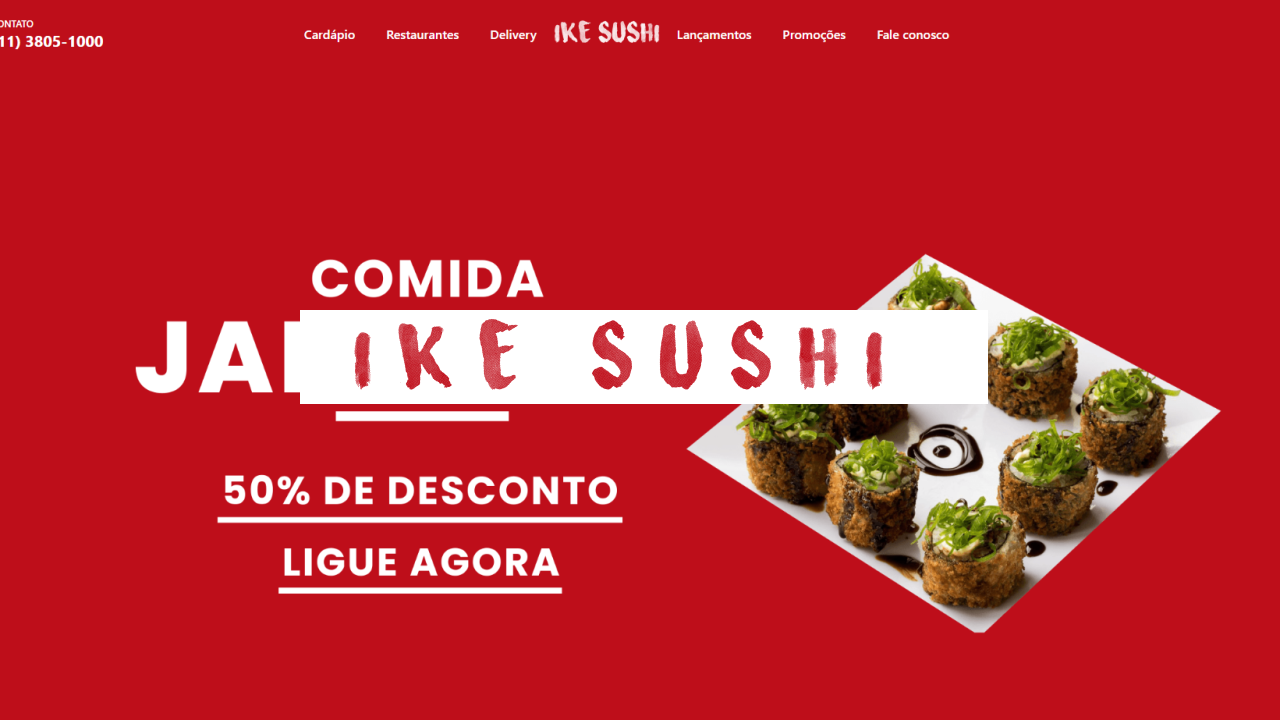 ONTATO
11) 3805-1000
Cardápio Restaurantes Delivery IKE SUSHI Lançamentos Promoções Fale conosco
COMIDA
JA
IKE SUSHI
50% DE DESCONTO
LIGUE AGORA